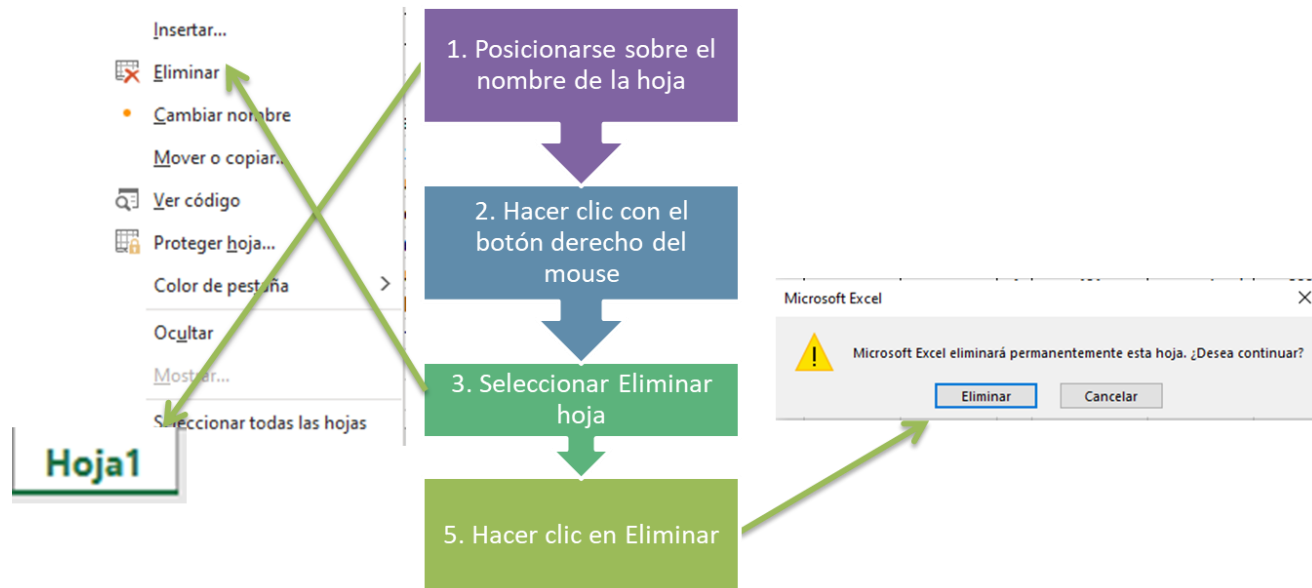 Insertar...
Eliminar
Cambiar nombre
Mover o copiar...
Ver código
Proteger hoja...
Color de pestaña
Ocultar
Mostrar...
Seleccionar todas las hojas
Hoja1
1. Posicionarse sobre el
nombre de la hoja
2. Hacer clic con el
botón derecho del
mouse
3. Seleccionar Eliminar
hoja
5. Hacer clic en Eliminar
Microsoft Excel
Microsoft Excel eliminará permanentemente esta hoja. ¿Desea continuar?
Eliminar
Cancelar